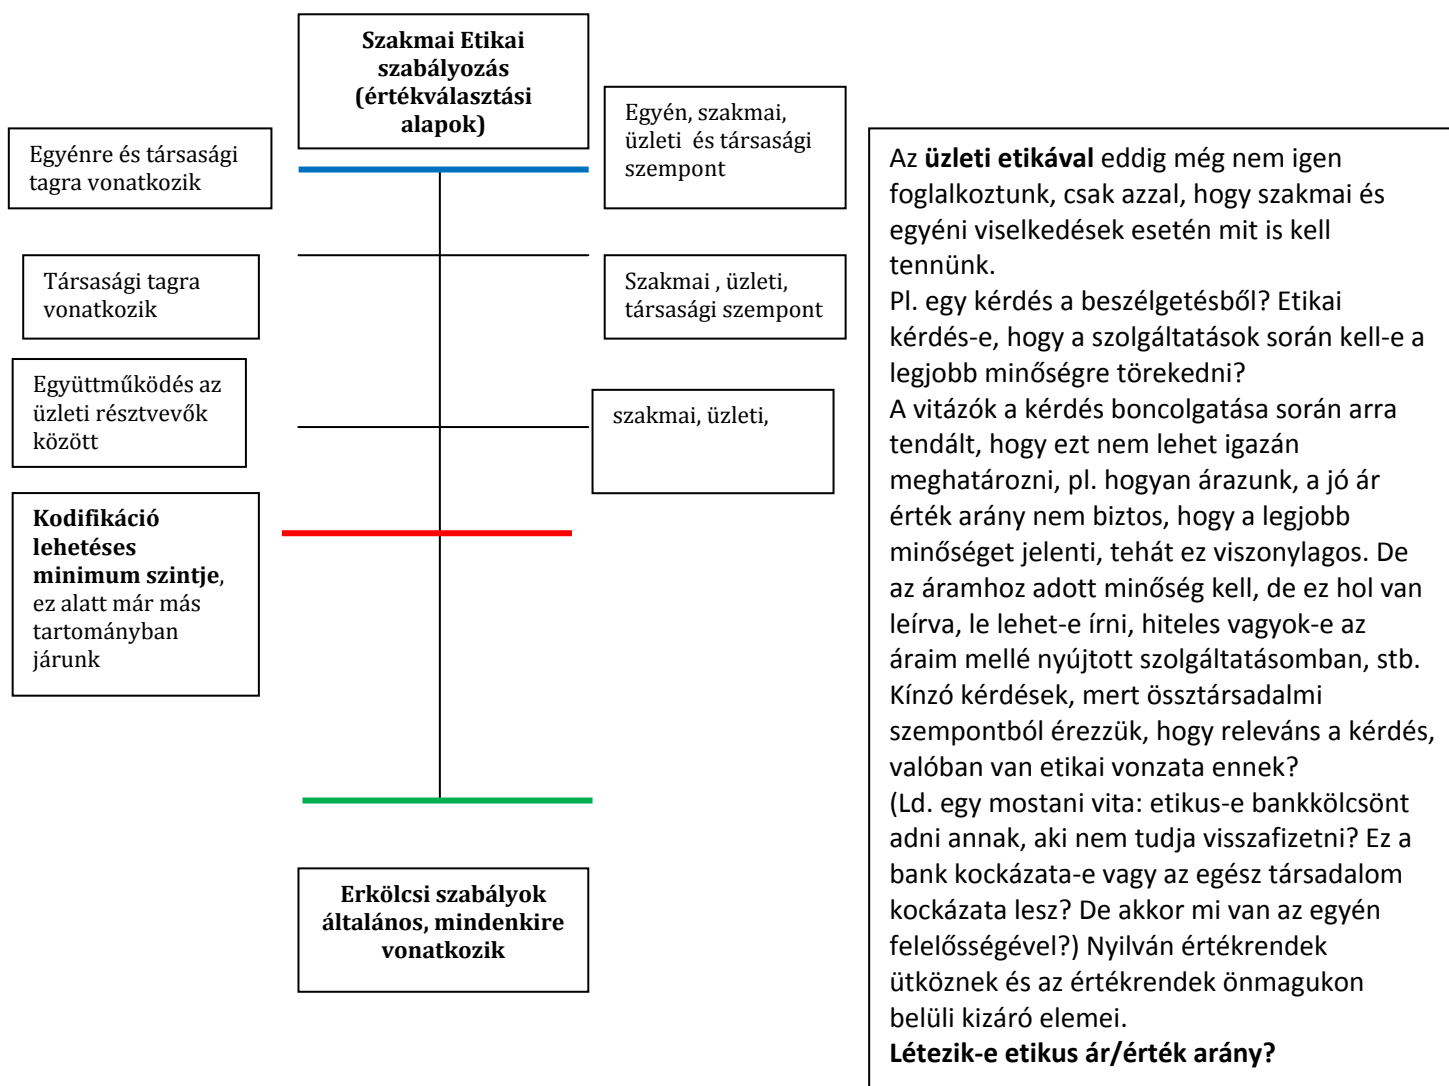 Szakmai Etikai
szabályozás
(értékválasztási
alapok)
Egyén, szakmai,
üzleti és társasági
szempont
Egyénre és társasági
tagra vonatkozik
Társasági tagra
vonatkozik
Szakmai , üzleti,
társasági szempont
Együttműködés az
üzleti résztvevők
között
szakmai, üzleti,
Kodifikáció
lehetéses
minimum szintje,
ez alatt már más
tartományban
járunk
Erkölcsi szabályok
általános, mindenkire
vonatkozik
Az üzleti etikával eddig még nem igen
foglalkoztunk, csak azzal, hogy szakmai és
egyéni viselkedések esetén mit is kell
tennünk.
Pl. egy kérdés a beszélgetésből? Etikai
kérdés-e, hogy a szolgáltatások során kell-e a
legjobb minőségre törekedni?
A vitázók a kérdés boncolgatása során arra
tendált, hogy ezt nem lehet igazán
meghatározni, pl. hogyan árazunk, a jó ár
érték arány nem biztos, hogy a legjobb
minőséget jelenti, tehát ez viszonylagos. De
az áramhoz adott minőség kell, de ez hol van
leírva, le lehet-e írni, hiteles vagyok-e az
áraim mellé nyújtott szolgáltatásomban, stb.
Kínzó kérdések, mert össztársadalmi
szempontból érezzük, hogy releváns a kérdés,
valóban van etikai vonzata ennek?
(Ld. egy mostani vita: etikus-e bankkölcsönt
adni annak, aki nem tudja visszafizetni? Ez a
bank kockázata-e vagy az egész társadalom
kockázata lesz? De akkor mi van az egyén
felelősségével?) Nyilván értékrendek
ütköznek és az értékrendek önmagukon
belüli kizáró elemei.
Létezik-e etikus ár/érték arány?